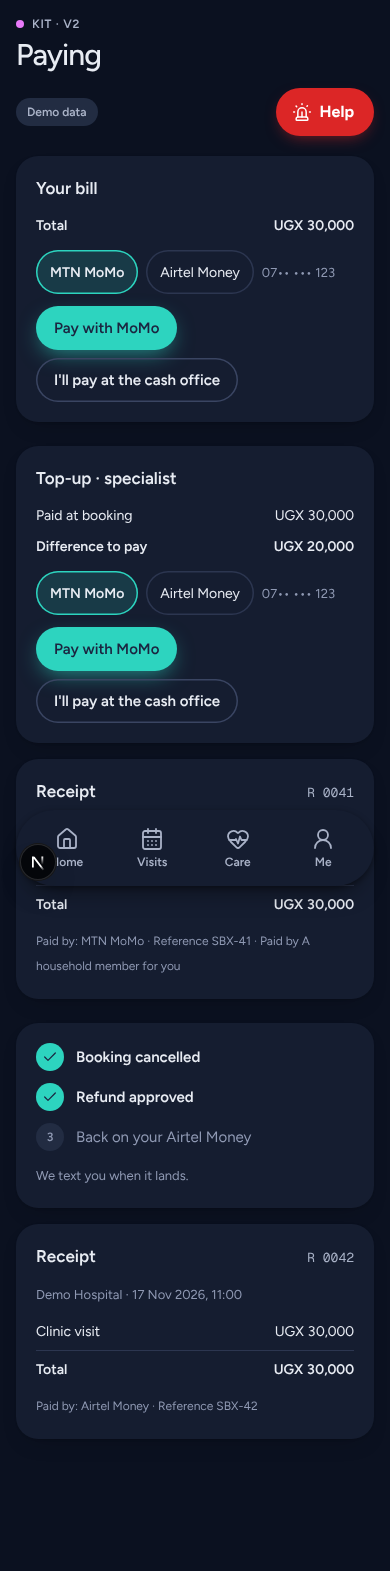 KIT · V2
Paying
Demo data
Help
Your bill
Total UGX 30,000
MTN MoMo Airtel Money 07•• ••• 123
Pay with MoMo
I'll pay at the cash office
Top-up · specialist
Paid at booking UGX 30,000
Difference to pay UGX 20,000
MTN MoMo Airtel Money 07•• ••• 123
Pay with MoMo
I'll pay at the cash office
Receipt R 0041
N ome Visits Care Me
Total UGX 30,000
Paid by: MTN MoMo · Reference SBX-41 · Paid by A
household member for you
Booking cancelled
Refund approved
3 Back on your Airtel Money
We text you when it lands.
Receipt R 0042
Demo Hospital · 17 Nov 2026, 11:00
Clinic visit UGX 30,000
Total UGX 30,000
Paid by: Airtel Money · Reference SBX-42